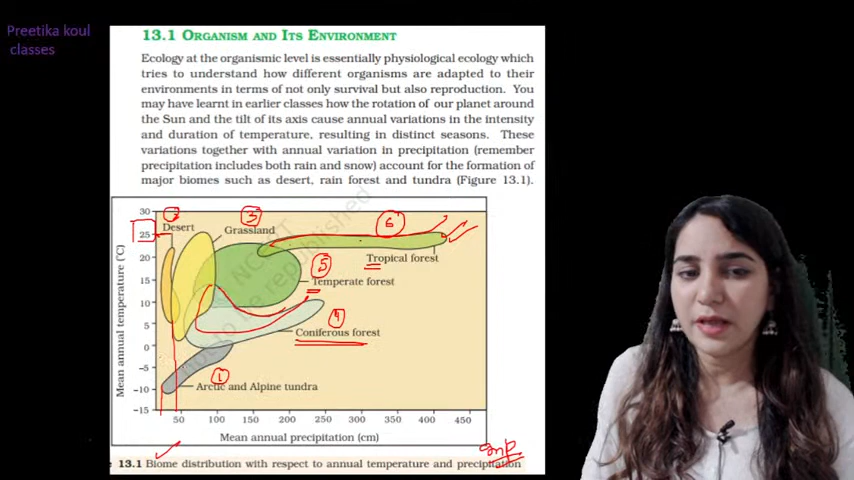 Preetika koul
classes
13.1 ORGANISM AND ITS ENVIRONMENT
Ecology at the organismic level is essentially physiological ecology which
tries to understand how different organisms are adapted to their
environments in terms of not only survival but also reproduction. You
may have learnt in earlier classes how the rotation of our planet around
the Sun and the tilt of its axis cause annual variations in the intensity
and duration of temperature, resulting in distinct seasons. These
variations together with annual variation in precipitation (remember
precipitation includes both rain and snow) account for the formation of
major biomes such as desert, rain forest and tundra (Figure 13.1).
30
25
20
15
10
5
0
-5
-10
-15
Mean annual temperature (°C)
2
Desert
3
Grassland
6
Tropical forest
5
Temperate forest
4
Coniferous forest
1
Arctic and Alpine tundra
50 100 150 200 250 300 350 400 450
Mean annual precipitation (cm)
Imp
13.1 Biome distribution with respect to annual temperature and precipitation